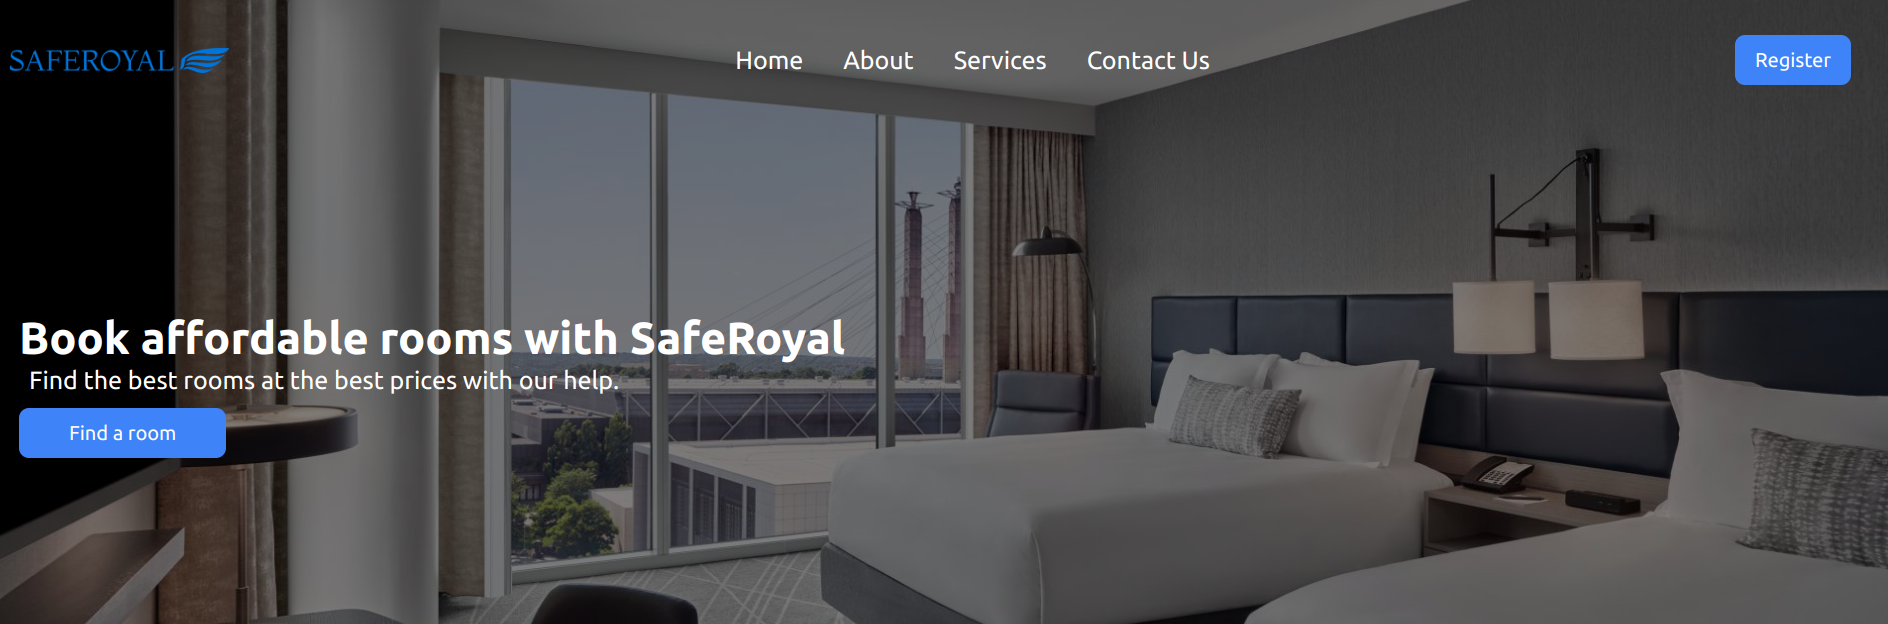 SAFEROYAL
Home
About
Services
Contact Us
Register
Book affordable rooms with SafeRoyal
Find the best rooms at the best prices with our help.
Find a room